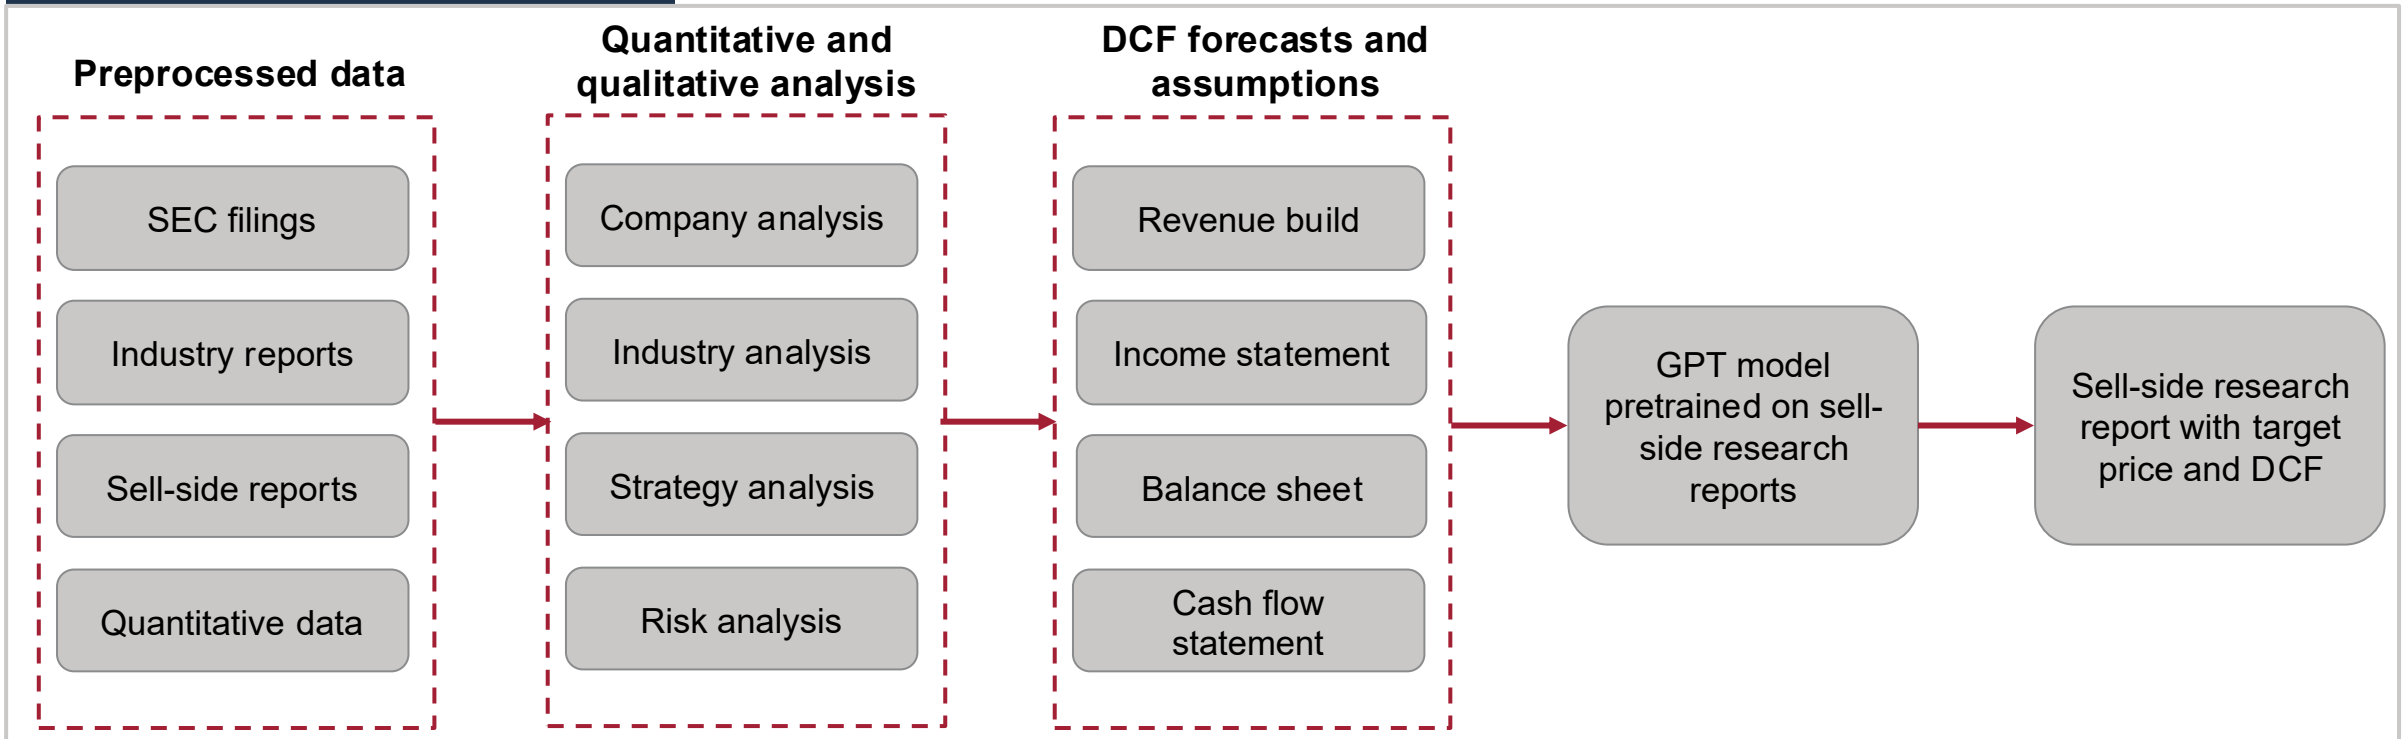 Preprocessed data
SEC filings
Industry reports
Sell-side reports
Quantitative data
Quantitative and
qualitative analysis
Company analysis
Industry analysis
Strategy analysis
Risk analysis
DCF forecasts and
assumptions
Revenue build
Income statement
Balance sheet
Cash flow
statement
GPT model
pretrained on sell-
side research
reports
Sell-side research
report with target
price and DCF